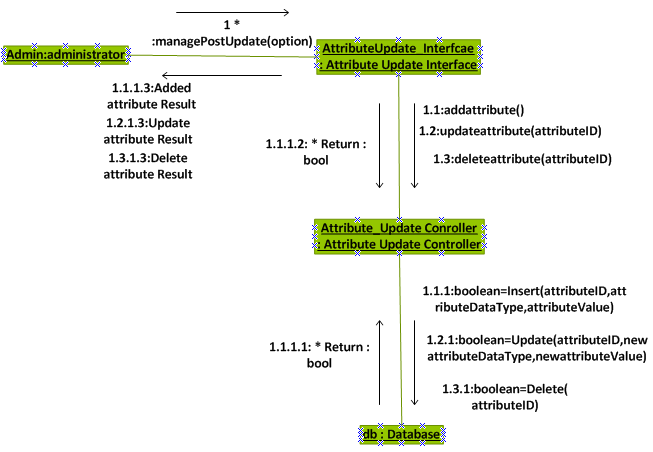 1 *
:managePostUpdate(option)
Admin:administrator
AttributeUpdate_Interfcae
: Attribute Update Interface
1.1.1.3:Added
attribute Result
1.2.1.3:Update
attribute Result
1.3.1.3:Delete
attribute Result
1.1.1.2: * Return :
bool
1.1:addattribute()
1.2:updateattribute(attributeID)
1.3:deleteattribute(attributeID)
Attribute_Update Conroller
: Attribute Update Controller
1.1.1:boolean=Insert(attributeID,att
ributeDataType,attributeValue)
1.1.1.1: * Return :
bool
1.2.1:boolean=Update(attributeID,new
attributeDataType,newattributeValue)
1.3.1:boolean=Delete(
attributeID)
db : Database